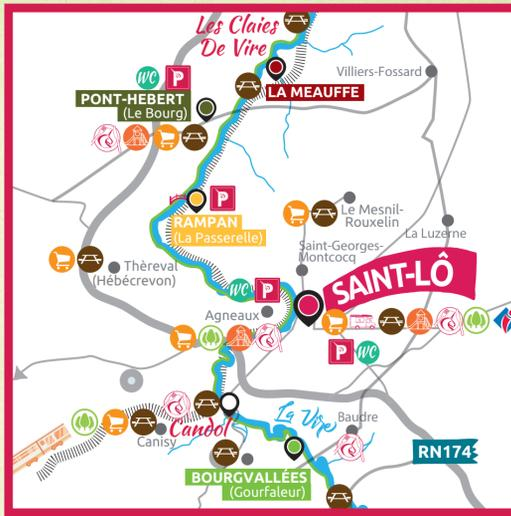 Les Claies
De Vire
Villiers-Fossard
WC P
LA MEAUFFE
PONT-HEBERT
(Le Bourg)
P
RAMPAN
(La Passerelle)
Le Mesnil-
Rouxelin
La Luzerne
Saint-Georges-
Montcocq
Thèreval
(Hébécrevon)
SAINT-LÔ
WC P
Agneaux
P WC
La Vire
Baudre
Candol
Canisy
RN174
BOURGVALLÉES
(Gourfaleur)